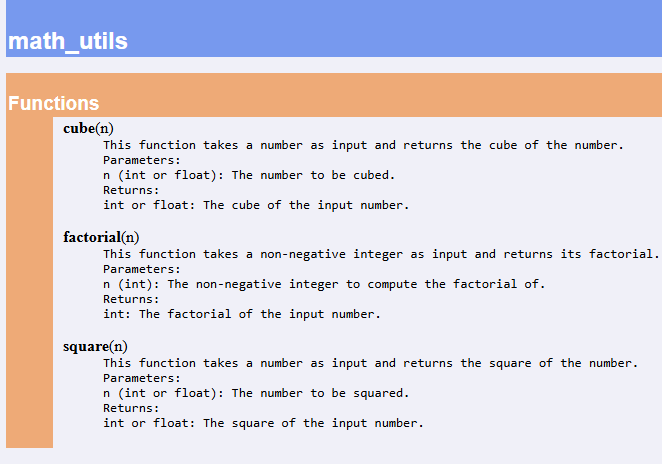 math_utils
Functions
cube(n)
This function takes a number as input and returns the cube of the number.
Parameters:
n (int or float): The number to be cubed.
Returns:
int or float: The cube of the input number.
factorial(n)
This function takes a non-negative integer as input and returns its factorial.
Parameters:
n (int): The non-negative integer to compute the factorial of.
Returns:
int: The factorial of the input number.
square(n)
This function takes a number as input and returns the square of the number.
Parameters:
n (int or float): The number to be squared.
Returns:
int or float: The square of the input number.